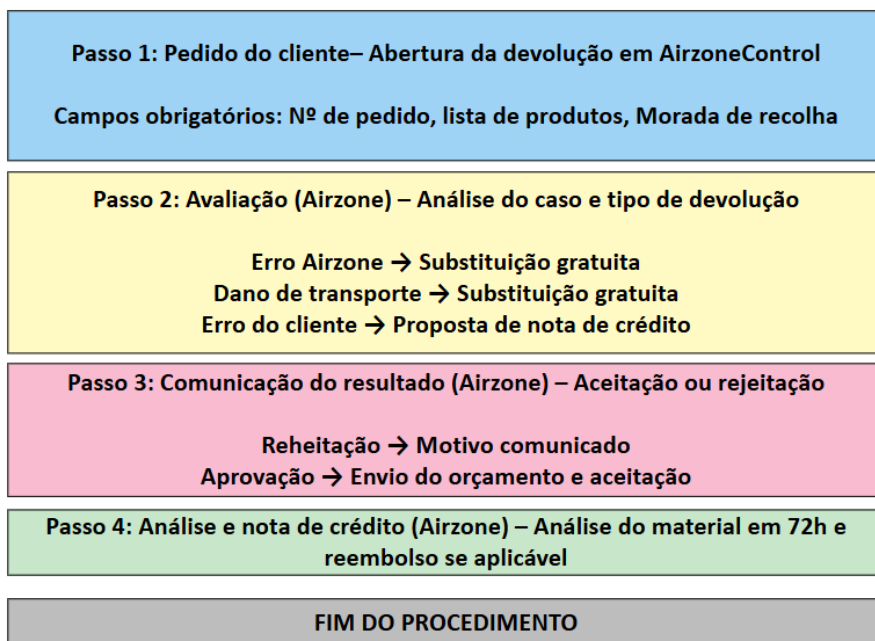 Passo 1: Pedido do cliente– Abertura da devolução em AirzoneControl
Campos obrigatórios: Nº de pedido, lista de produtos, Morada de recolha
Passo 2: Avaliação (Airzone) – Análise do caso e tipo de devolução
Erro Airzone → Substituição gratuita
Dano de transporte → Substituição gratuita
Erro do cliente → Proposta de nota de crédito
Passo 3: Comunicação do resultado (Airzone) – Aceitação ou rejeitação
Reheitação → Motivo comunicado
Aprovação → Envio do orçamento e aceitação
Passo 4: Análise e nota de crédito (Airzone) – Análise do material em 72h e
reembolso se aplicável
FIM DO PROCEDIMENTO